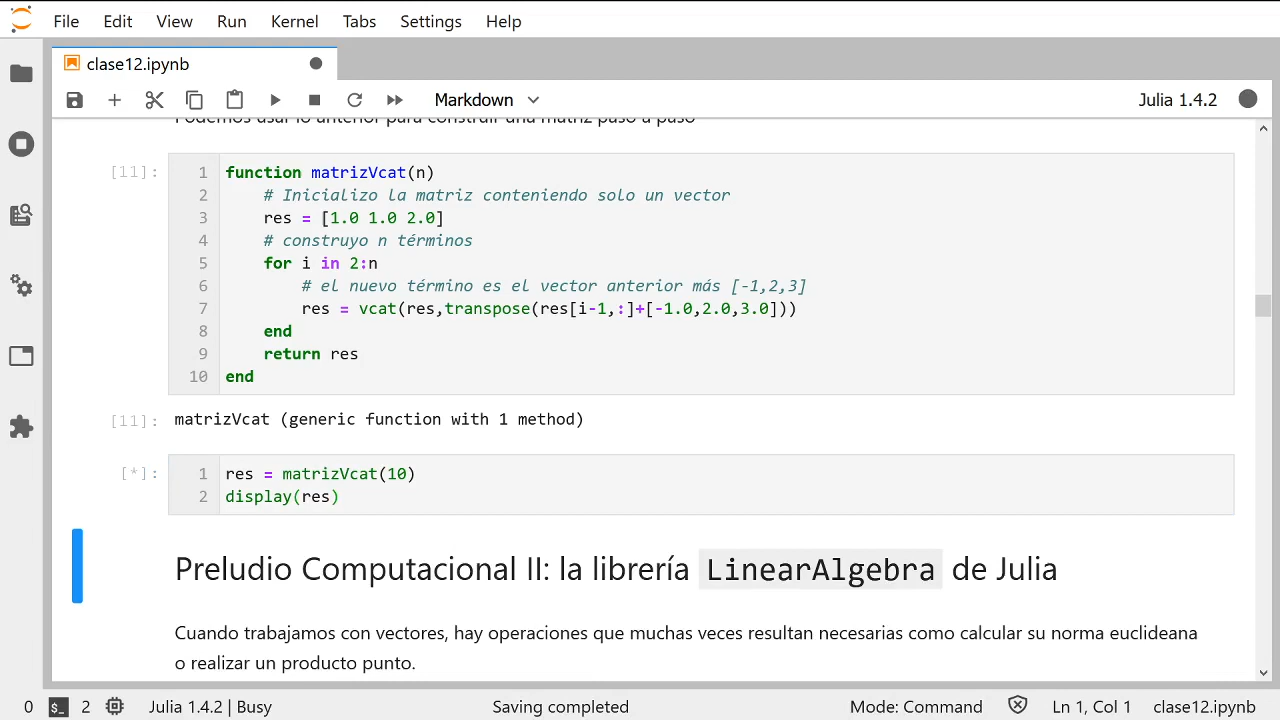 File Edit View Run Kernel Tabs Settings Help
clase12.ipynb
Markdown
Julia 1.4.2
Podemos usar lo anterior para construir una matriz paso a paso
[11]:
1 function matrizVcat(n)
2 # Inicializo la matriz conteniendo solo un vector
3 res = [1.0 1.0 2.0]
4 # construyo n términos
5 for i in 2:n
6 # el nuevo término es el vector anterior más [-1,2,3]
7 res = vcat(res,transpose(res[i-1,:]+[-1.0,2.0,3.0]))
8 end
9 return res
10 end
[11]: matrizVcat (generic function with 1 method)
[*]: 1 res = matrizVcat(10)
2 display(res)
Preludio Computacional II: la librería LinearAlgebra de Julia
Cuando trabajamos con vectores, hay operaciones que muchas veces resultan necesarias como calcular su norma euclideana
o realizar un producto punto.
0 $_ 2 Julia 1.4.2 | Busy Saving completed Mode: Command Ln 1, Col 1 clase12.ipynb